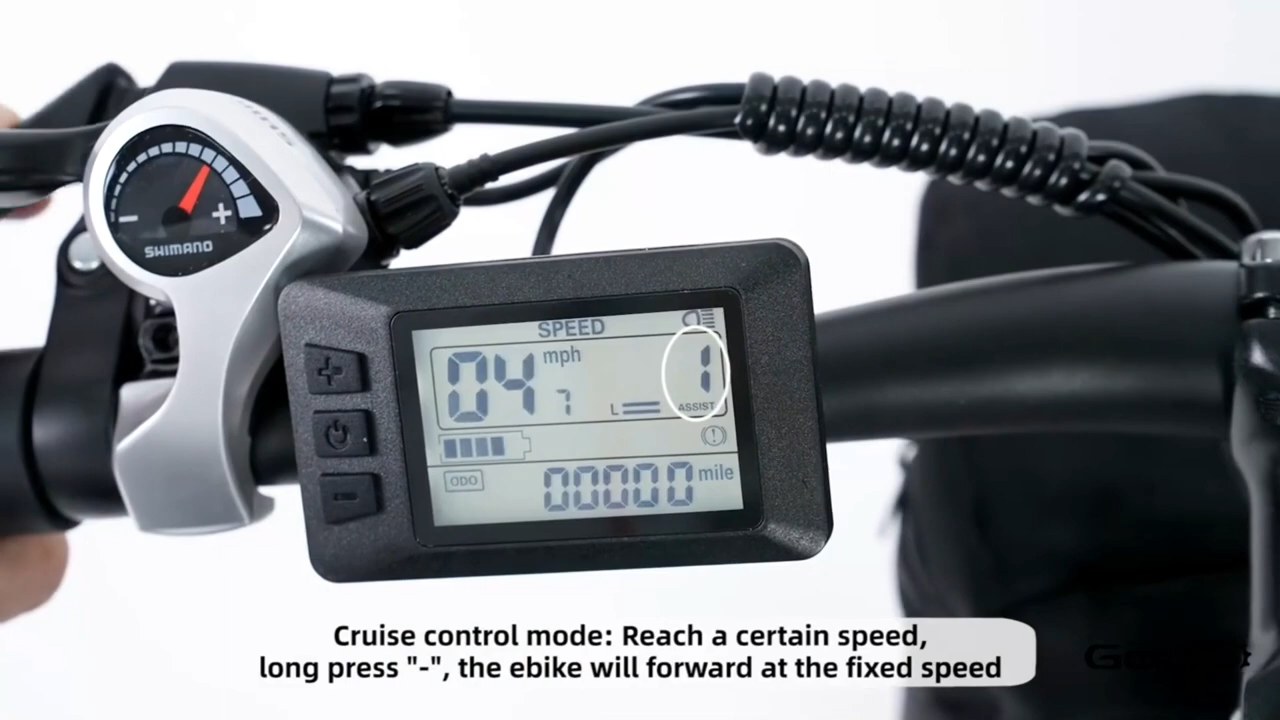 SHIMANO
SPEED
04 mph
7
L
1
ASSIST
ODO
00000 mile
Cruise control mode: Reach a certain speed,
long press "-", the ebike will forward at the fixed speed